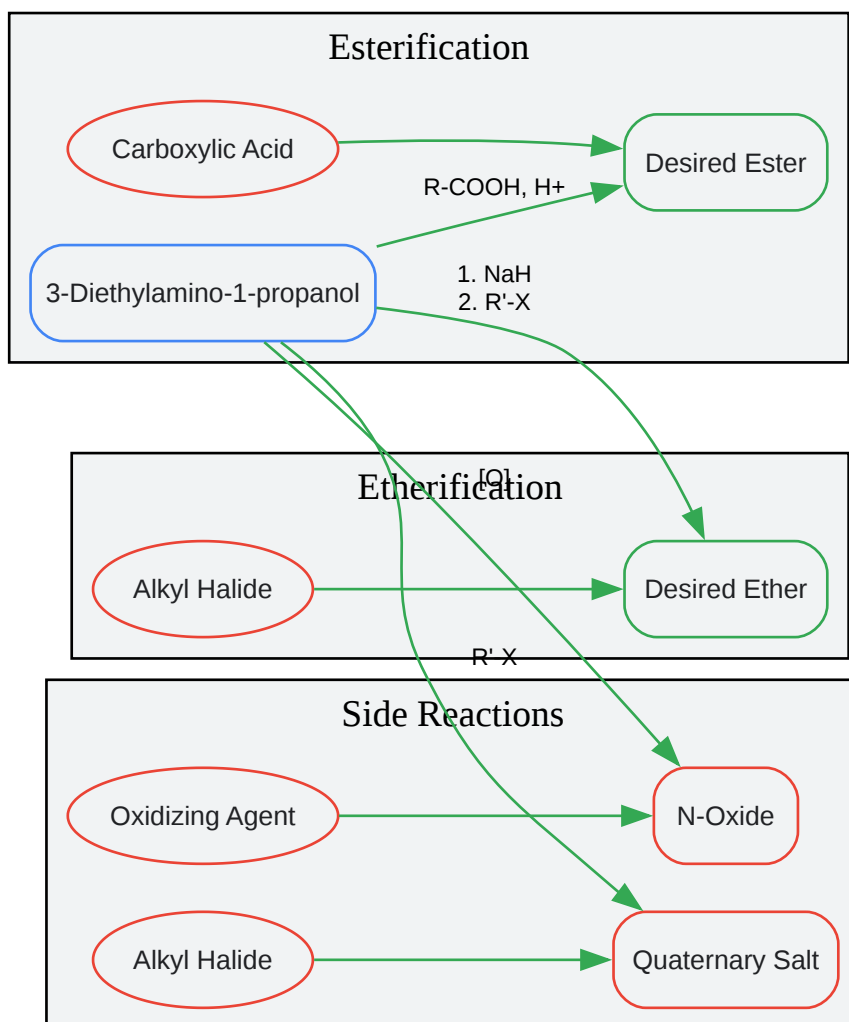 Esterification
Carboxylic Acid
Desired Ester
R-COOH, H+
3-Diethylamino-1-propanol
1. NaH
2. R'-X
[O]
Etherification
Alkyl Halide
Desired Ether
R'-X
Side Reactions
Oxidizing Agent
N-Oxide
Alkyl Halide
Quaternary Salt